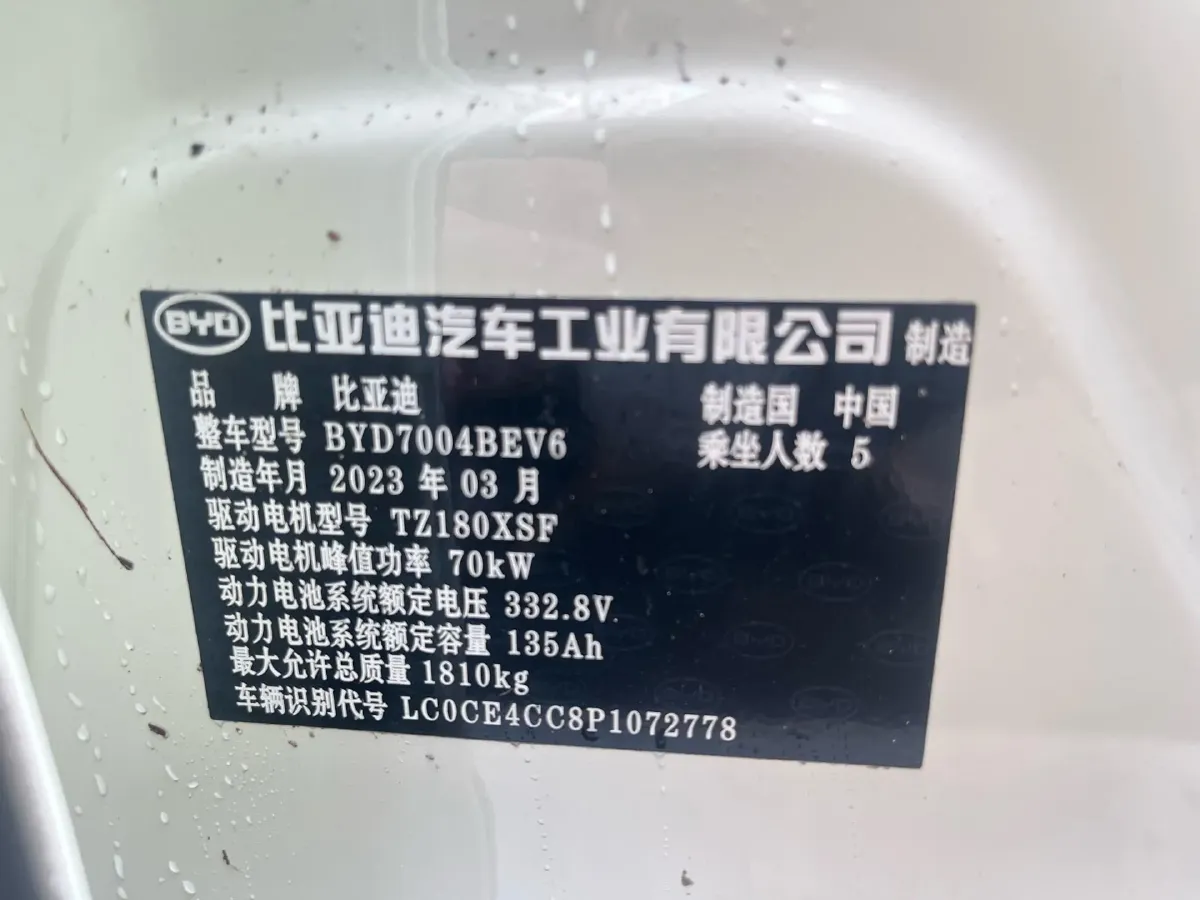 BYD 比亚迪汽车工业有限公司 制造
品 牌 比亚迪 制造国 中国
整车型号 BYD7004BEV6 乘坐人数 5
制造年月 2023 年 03 月
驱动电机型号 TZ180XSF
驱动电机峰值功率 70kW
动力电池系统额定电压 332.8V
动力电池系统额定容量 135Ah
最大允许总质量 1810kg
车辆识别代号 LC0CE4CC8P1072778